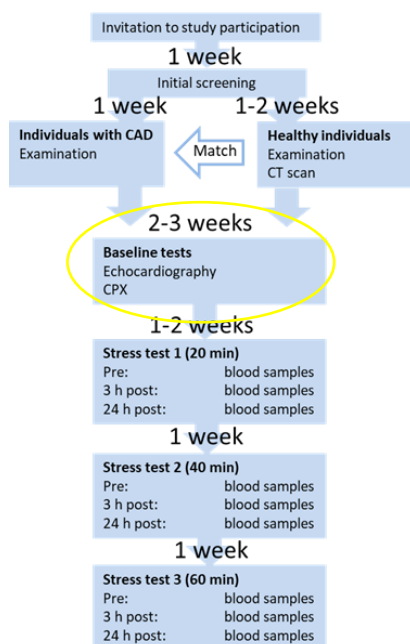 Invitation to study participation
1 week
Initial screening
1 week
1-2 weeks
Individuals with CAD
Examination
Match
Healthy individuals
Examination
CT scan
2-3 weeks
Baseline tests
Echocardiography
CPX
1-2 weeks
Stress test 1 (20 min)
Pre: blood samples
3 h post: blood samples
24 h post: blood samples
1 week
Stress test 2 (40 min)
Pre: blood samples
3 h post: blood samples
24 h post: blood samples
1 week
Stress test 3 (60 min)
Pre: blood samples
3 h post: blood samples
24 h post: blood samples